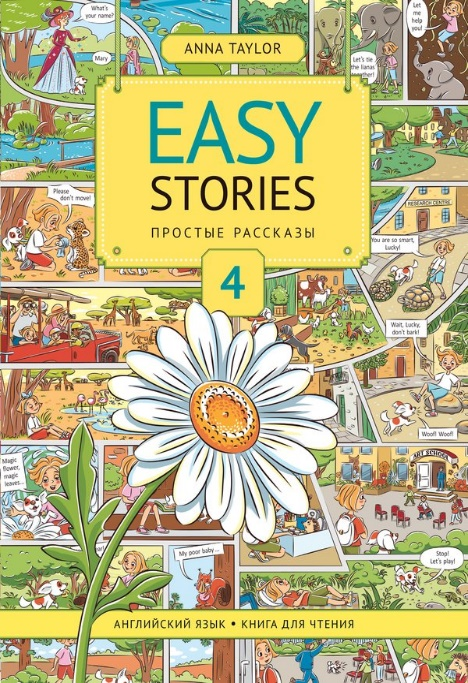 What's
your name?
Mary
ANNA TAYLOR
Let
me help
you!
Let's tie
the lianas
together!
EASY
STORIES
ПРОСТЫЕ РАССКАЗЫ
4
Please
don't move!
RESEARCH CENTRE
You are so smart,
Lucky!
Wait, Lucky,
don't bark!
Woof! Woof!
Magic
flower,
magic
leaves...
ART SCHOOL
My poor baby...
Stop!
Let's play!
АНГЛИЙСКИЙ ЯЗЫК • КНИГА ДЛЯ ЧТЕНИЯ